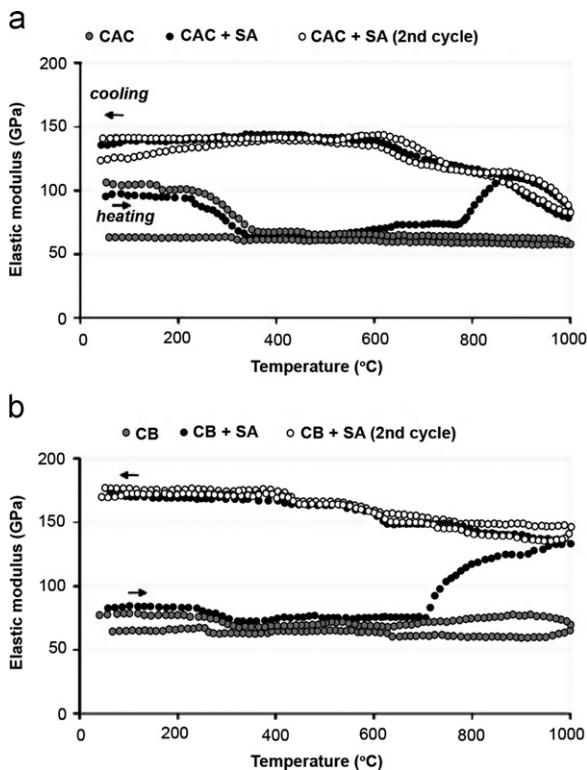 a
CAC CAC + SA CAC + SA (2nd cycle)
200
cooling
150
100
heating
50
0
0 200 400 600 800 1000
Elastic modulus (GPa)
Temperature (ºC)
b
CB CB + SA CB + SA (2nd cycle)
200
150
100
50
0
0 200 400 600 800 1000
Elastic modulus (GPa)
Temperature (ºC)